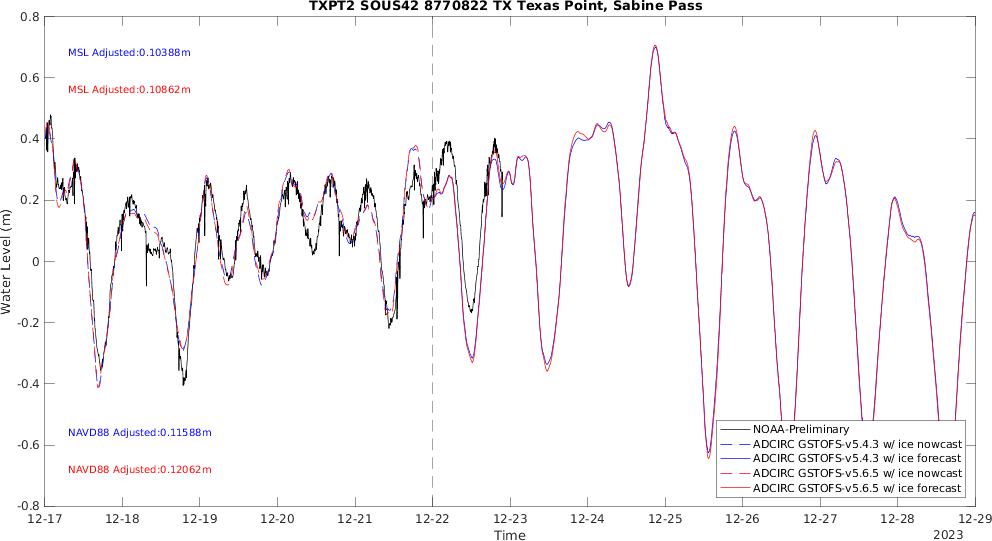 TXPT2 SOUS42 8770822 TX Texas Point, Sabine Pass
0.8
0.6
0.4
0.2
0
-0.2
-0.4
-0.6
-0.8
Water Level (m)
MSL Adjusted:0.10388m
MSL Adjusted:0.10862m
NAVD88 Adjusted:0.11588m
NAVD88 Adjusted:0.12062m
NOAA-Preliminary
ADCIRC GSTOFS-v5.4.3 w/ ice nowcast
ADCIRC GSTOFS-v5.4.3 w/ ice forecast
ADCIRC GSTOFS-v5.6.5 w/ ice nowcast
ADCIRC GSTOFS-v5.6.5 w/ ice forecast
12-17 12-18 12-19 12-20 12-21 12-22 12-23 12-24 12-25 12-26 12-27 12-28 12-29
Time
2023